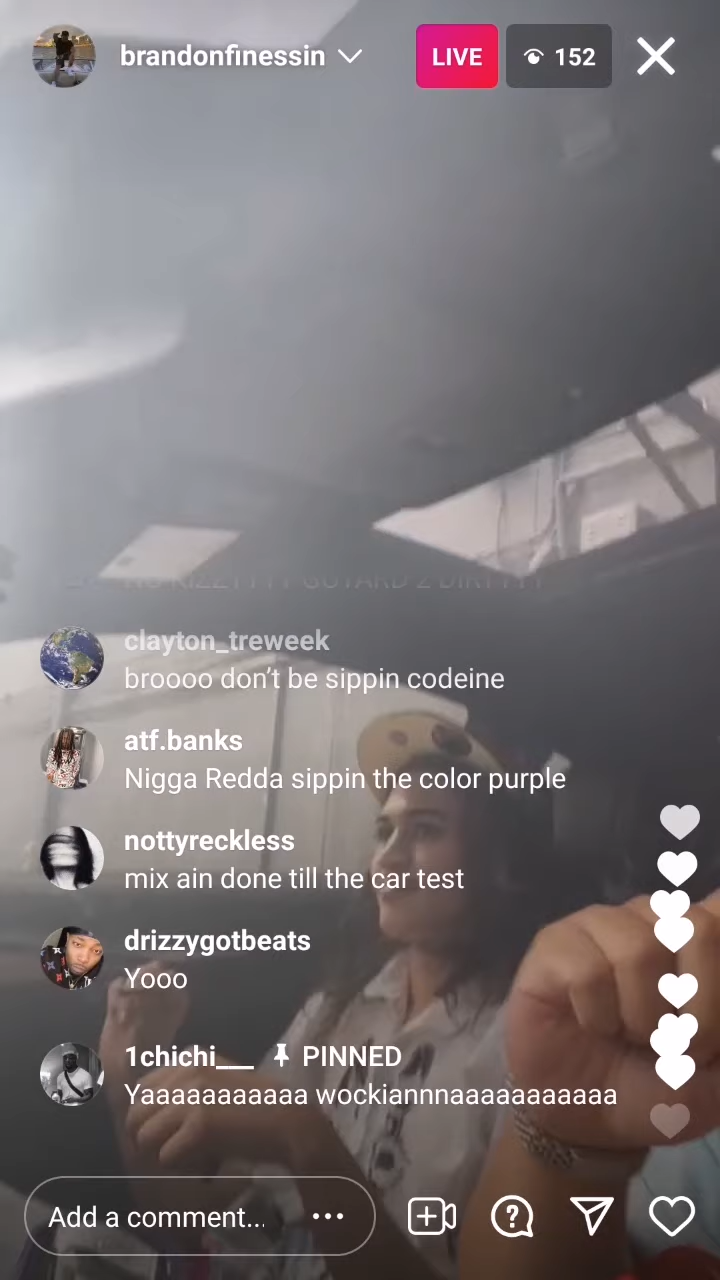 brandonfinessin
LIVE
152
clayton_treweek
broooo don't be sippin codeine
atf.banks
Nigga Redda sippin the color purple
nottyreckless
mix ain done till the car test
drizzygotbeats
Yooo
1chichi___ PINNED
Yaaaaaaaaaaa wockiannnaaaaaaaaaaa
Add a comment...